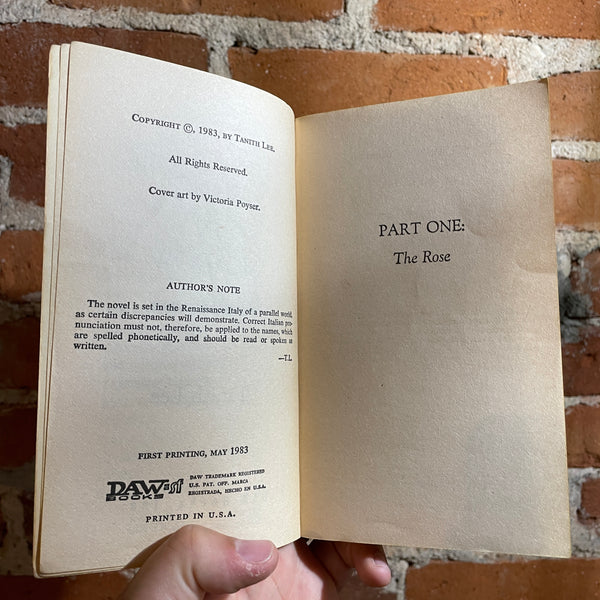 COPYRIGHT ©, 1983, BY TANITH LEE.
All Rights Reserved.
Cover art by Victoria Poyser.
AUTHOR'S NOTE
The novel is set in the Renaissance Italy of a parallel world,
as certain discrepancies will demonstrate. Correct Italian pro-
nunciation must not, therefore, be applied to the names, which
are spelled phonetically, and should be read or spoken as
written.
—T.L.
FIRST PRINTING, MAY 1983
DAW=sf
BOOKS
DAW TRADEMARK REGISTERED
U.S. PAT. OFF. MARCA
REGISTRADA, HECHO EN U.S.A.
PRINTED IN U.S.A.
PART ONE:
The Rose